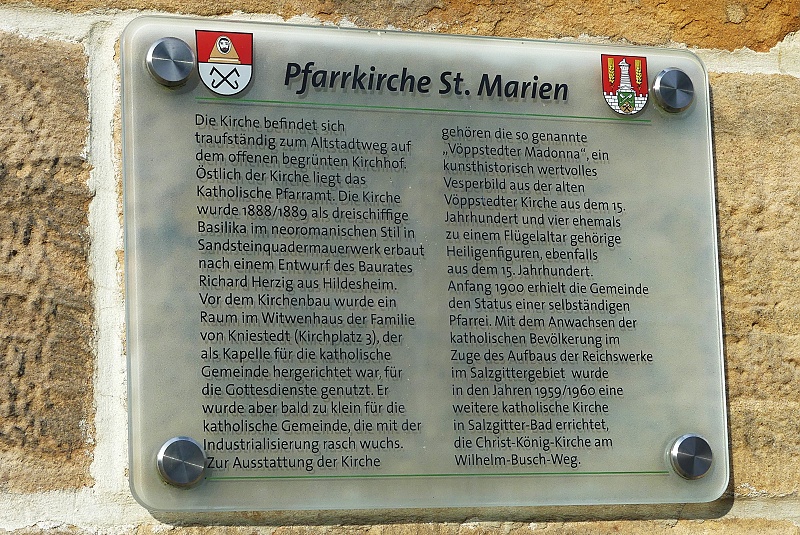 Pfarrkirche St. Marien
Die Kirche befindet sich
traufständig zum Altstadtweg auf
dem offenen begrünten Kirchhof.
Östlich der Kirche liegt das
Katholische Pfarramt. Die Kirche
wurde 1888/1889 als dreischiffige
Basilika im neoromanischen Stil in
Sandsteinquadermauerwerk erbaut
nach einem Entwurf des Baurates
Richard Herzig aus Hildesheim.
Vor dem Kirchenbau wurde ein
Raum im Witwenhaus der Familie
von Kniestedt (Kirchplatz 3), der
als Kapelle für die katholische
Gemeinde hergerichtet war, für
die Gottesdienste genutzt. Er
wurde aber bald zu klein für die
katholische Gemeinde, die mit der
Industrialisierung rasch wuchs.
Zur Ausstattung der Kirche
gehören die so genannte
„Vöppstedter Madonna“, ein
kunsthistorisch wertvolles
Vesperbild aus der alten
Vöppstedter Kirche aus dem 15.
Jahrhundert und vier ehemals
zu einem Flügelaltar gehörige
Heiligenfiguren, ebenfalls
aus dem 15. Jahrhundert.
Anfang 1900 erhielt die Gemeinde
den Status einer selbständigen
Pfarrei. Mit dem Anwachsen der
katholischen Bevölkerung im
Zuge des Aufbaus der Reichswerke
im Salzgittergebiet wurde
in den Jahren 1959/1960 eine
weitere katholische Kirche
in Salzgitter-Bad errichtet,
die Christ-König-Kirche am
Wilhelm-Busch-Weg.